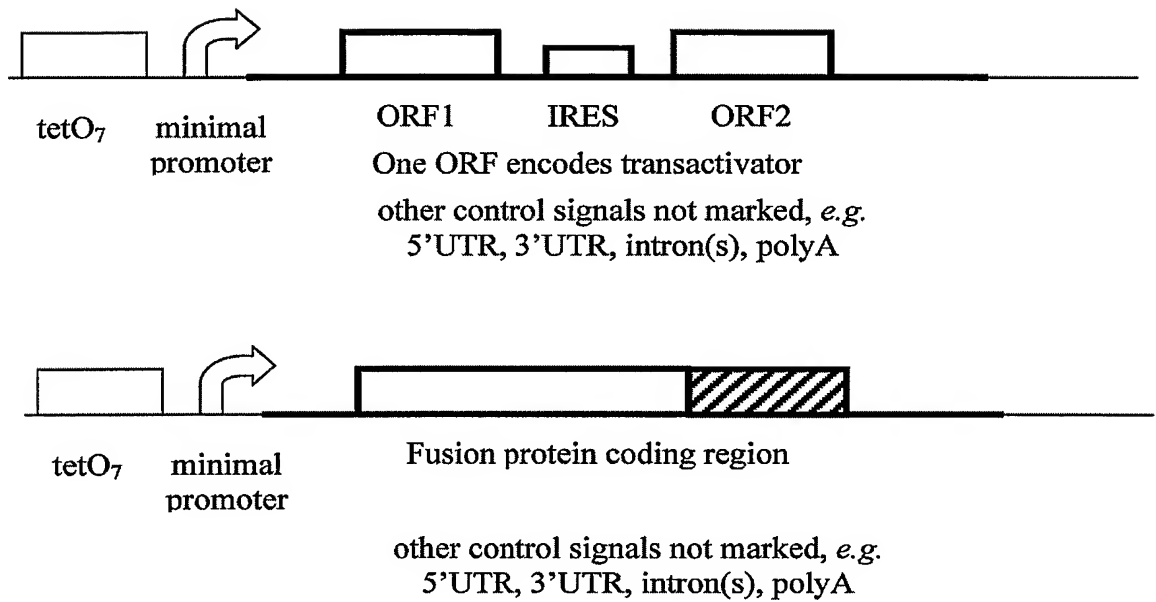 tetO₇ minimal promoter
ORF1 IRES ORF2
One ORF encodes transactivator
other control signals not marked, e.g.
5’UTR, 3’UTR, intron(s), polyA
tetO₇ minimal promoter
Fusion protein coding region
other control signals not marked, e.g.
5’UTR, 3’UTR, intron(s), polyA